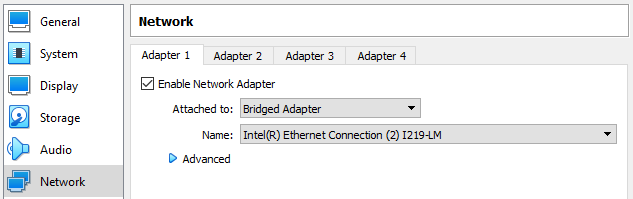 General
System
Display
Storage
Audio
Network
Network
Adapter 1 Adapter 2 Adapter 3 Adapter 4
Enable Network Adapter
Attached to: Bridged Adapter
Name: Intel(R) Ethernet Connection (2) I219-LM
Advanced